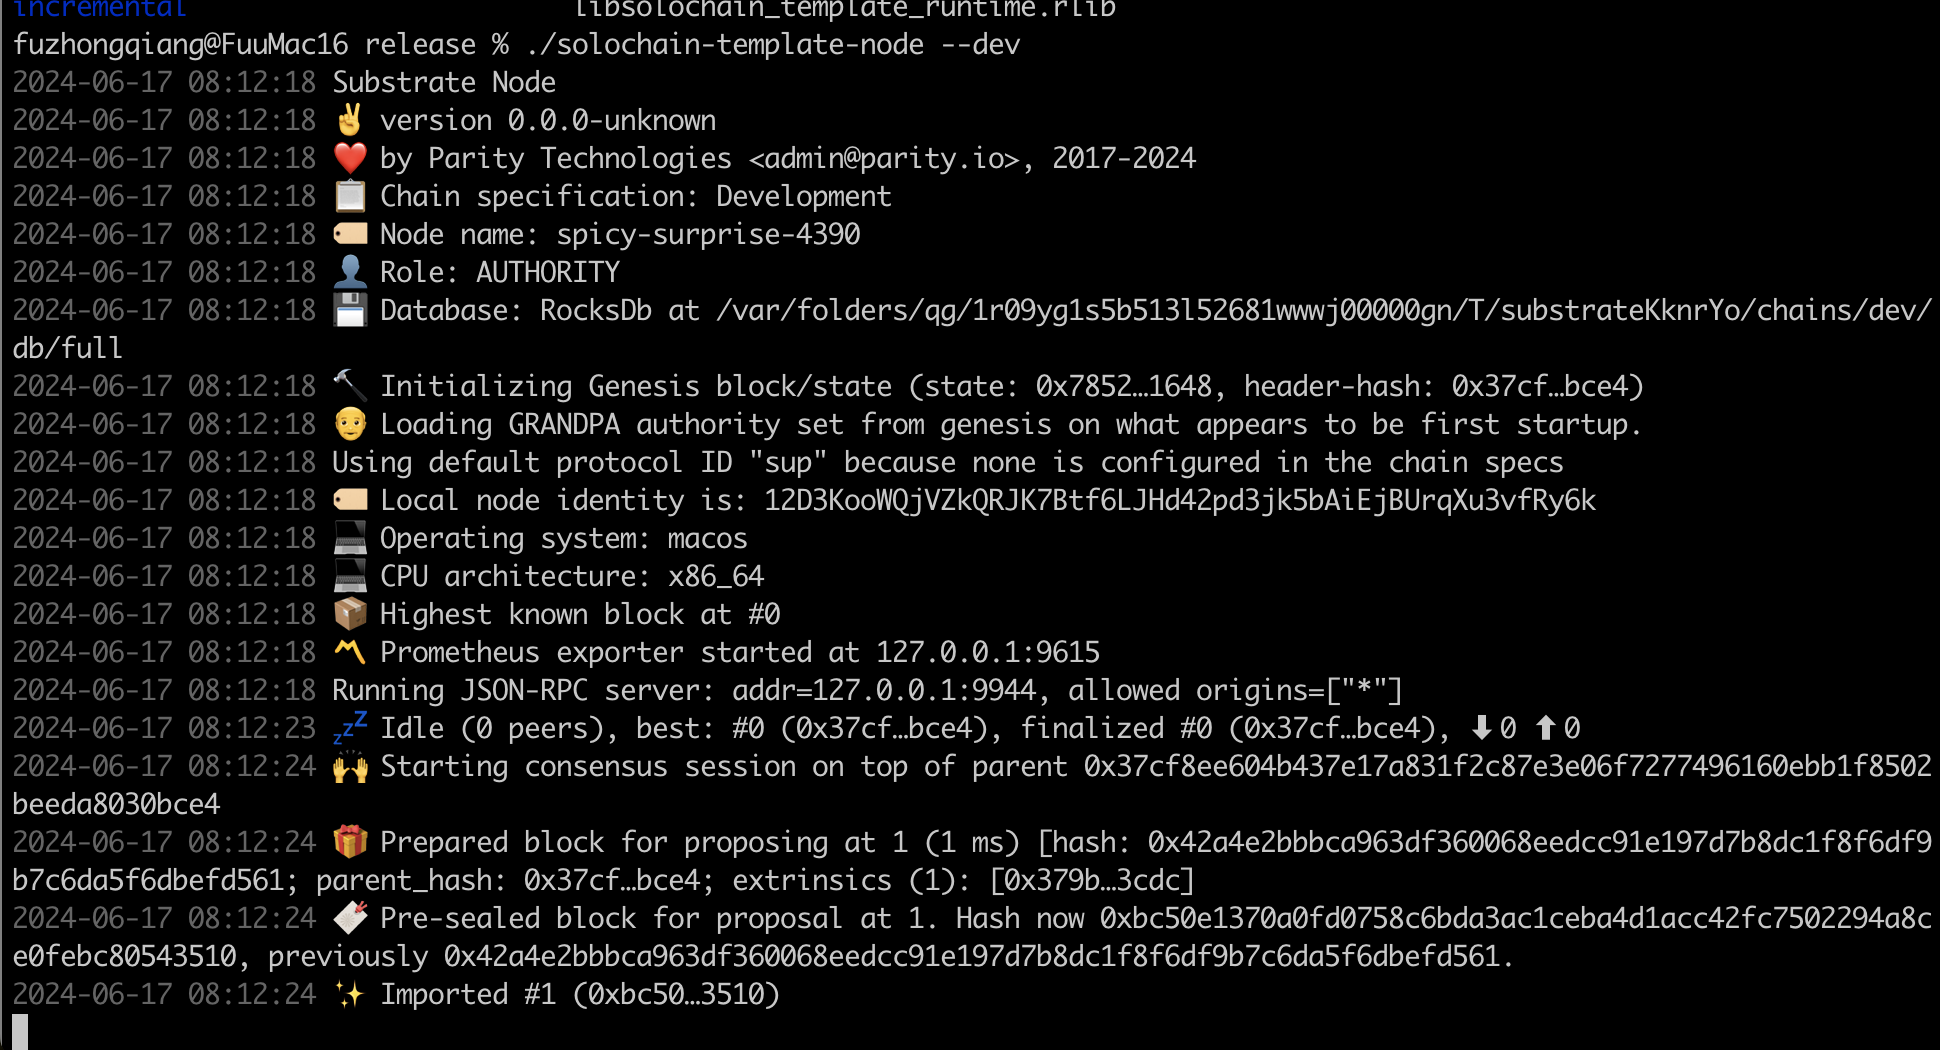 incremental libsolochain_template_runtime.rlib
fuzhongqiang@FuuMac16 release % ./solochain-template-node --dev
2024-06-17 08:12:18 Substrate Node
2024-06-17 08:12:18 ✌️ version 0.0.0-unknown
2024-06-17 08:12:18 ❤️ by Parity Technologies <admin@parity.io>, 2017-2024
2024-06-17 08:12:18 📋 Chain specification: Development
2024-06-17 08:12:18 🏷 Node name: spicy-surprise-4390
2024-06-17 08:12:18 👤 Role: AUTHORITY
2024-06-17 08:12:18 💾 Database: RocksDb at /var/folders/qg/1r09yg1s5b513l52681wwwj00000gn/T/substrateKknrYo/chains/dev/
db/full
2024-06-17 08:12:18 🔨 Initializing Genesis block/state (state: 0x7852…1648, header-hash: 0x37cf…bce4)
2024-06-17 08:12:18 👴 Loading GRANDPA authority set from genesis on what appears to be first startup.
2024-06-17 08:12:18 Using default protocol ID "sup" because none is configured in the chain specs
2024-06-17 08:12:18 🏷 Local node identity is: 12D3KooWQjVZkQRJK7Btf6LJHd42pd3jk5bAiEjBUrqXu3vfRy6k
2024-06-17 08:12:18 💻 Operating system: macos
2024-06-17 08:12:18 💻 CPU architecture: x86_64
2024-06-17 08:12:18 📦 Highest known block at #0
2024-06-17 08:12:18 〽️ Prometheus exporter started at 127.0.0.1:9615
2024-06-17 08:12:18 Running JSON-RPC server: addr=127.0.0.1:9944, allowed origins=["*"]
2024-06-17 08:12:23 💤 Idle (0 peers), best: #0 (0x37cf…bce4), finalized #0 (0x37cf…bce4), ⬇ 0 ⬆ 0
2024-06-17 08:12:24 🙌 Starting consensus session on top of parent 0x37cf8ee604b437e17a831f2c87e3e06f7277496160ebb1f8502
beeda8030bce4
2024-06-17 08:12:24 🎁 Prepared block for proposing at 1 (1 ms) [hash: 0x42a4e2bbbca963df360068eedcc91e197d7b8dc1f8f6df9
b7c6da5f6dbefd561; parent_hash: 0x37cf…bce4; extrinsics (1): [0x379b…3cdc]
2024-06-17 08:12:24 🔖 Pre-sealed block for proposal at 1. Hash now 0xbc50e1370a0fd0758c6bda3ac1ceba4d1acc42fc7502294a8c
e0febc80543510, previously 0x42a4e2bbbca963df360068eedcc91e197d7b8dc1f8f6df9b7c6da5f6dbefd561.
2024-06-17 08:12:24 ✨ Imported #1 (0xbc50…3510)